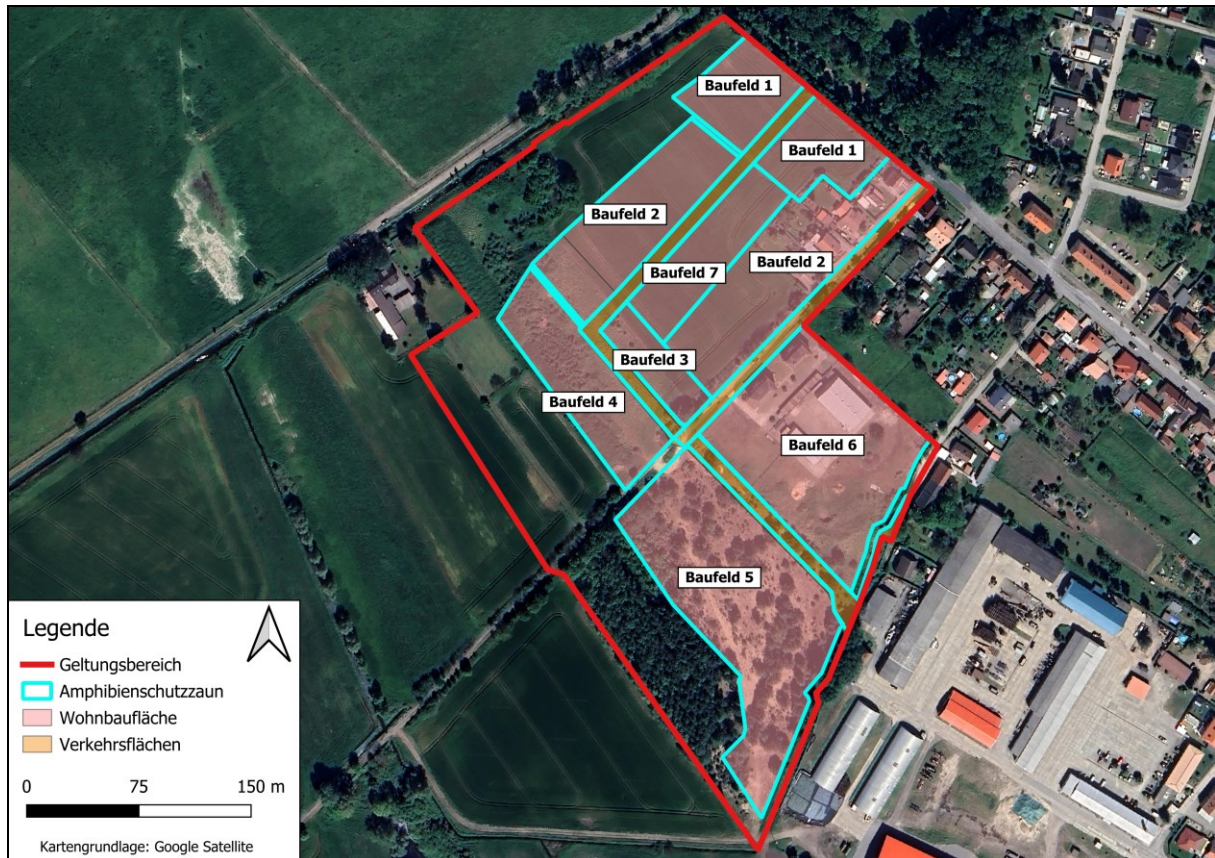 Baufeld 1
Baufeld 1
Baufeld 2
Baufeld 7
Baufeld 2
Baufeld 3
Baufeld 4
Baufeld 6
Baufeld 5
Legende
Geltungsbereich
Amphibienschutzzaun
Wohnbaufläche
Verkehrsflächen
0 75 150 m
Kartengrundlage: Google Satellite